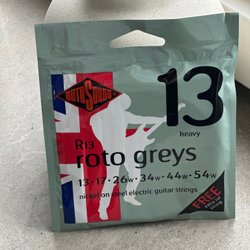 ROTOSOUND
13
heavy
R13
roto greys
13•17•26w•34w•44w•54w
nickel on steel electric guitar strings
FREE